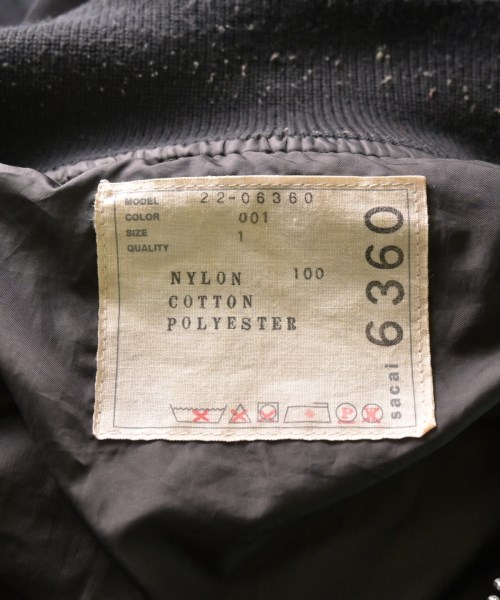 MODEL 22-06360
COLOR 001
SIZE 1
QUALITY
NYLON 100
COTTON
POLYESTER
sacai 6360
P